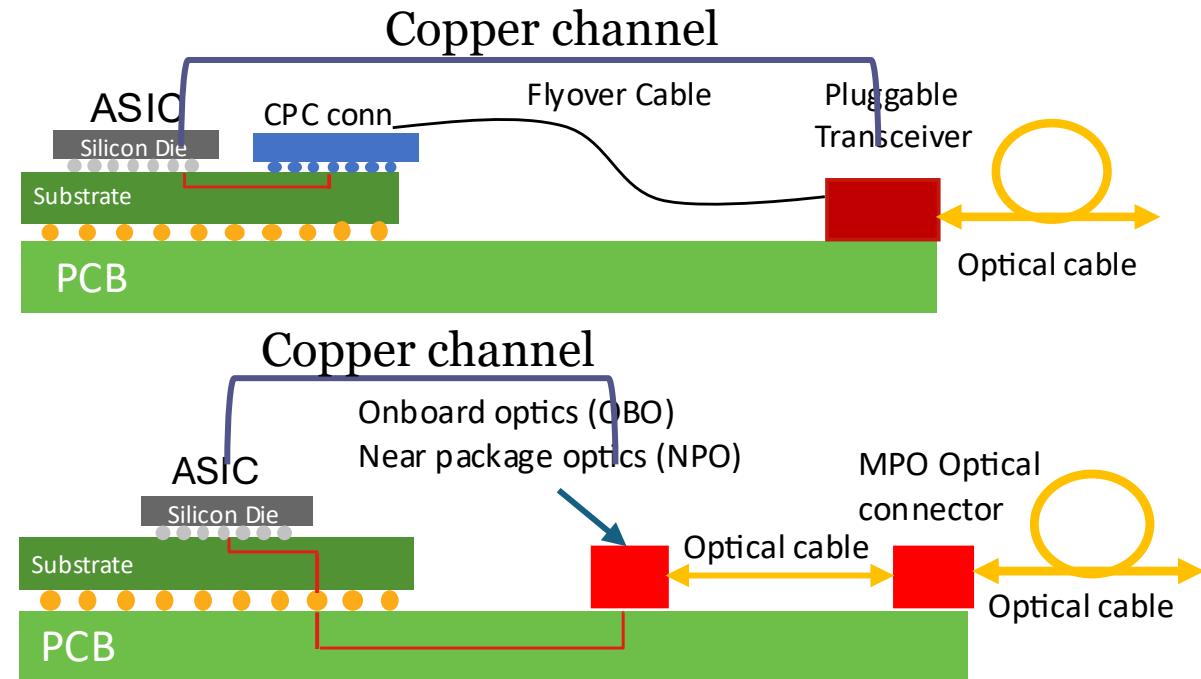 Copper channel
ASIC
CPC conn
Flyover Cable
Pluggable
Transceiver
Silicon Die
Substrate
Optical cable
PCB
Copper channel
Onboard optics (OBO)
Near package optics (NPO)
ASIC
MPO Optical
connector
Silicon Die
Optical cable
Substrate
Optical cable
PCB